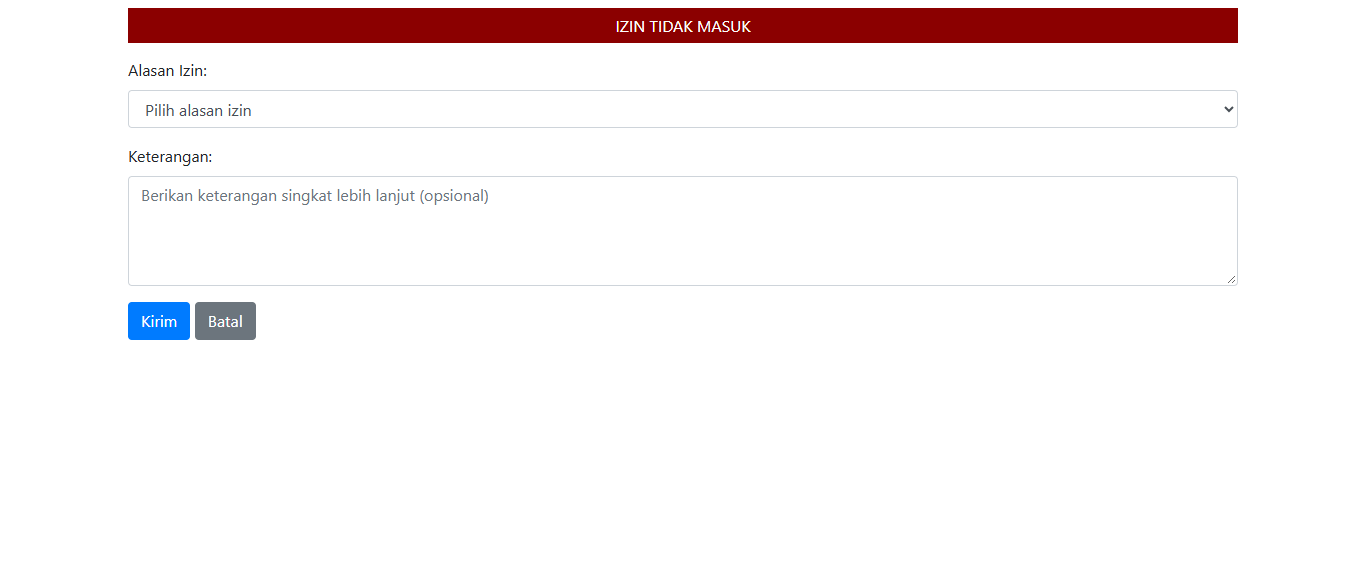 IZIN TIDAK MASUK
Alasan Izin:
Pilih alasan izin
Keterangan:
Berikan keterangan singkat lebih lanjut (opsional)
Kirim Batal